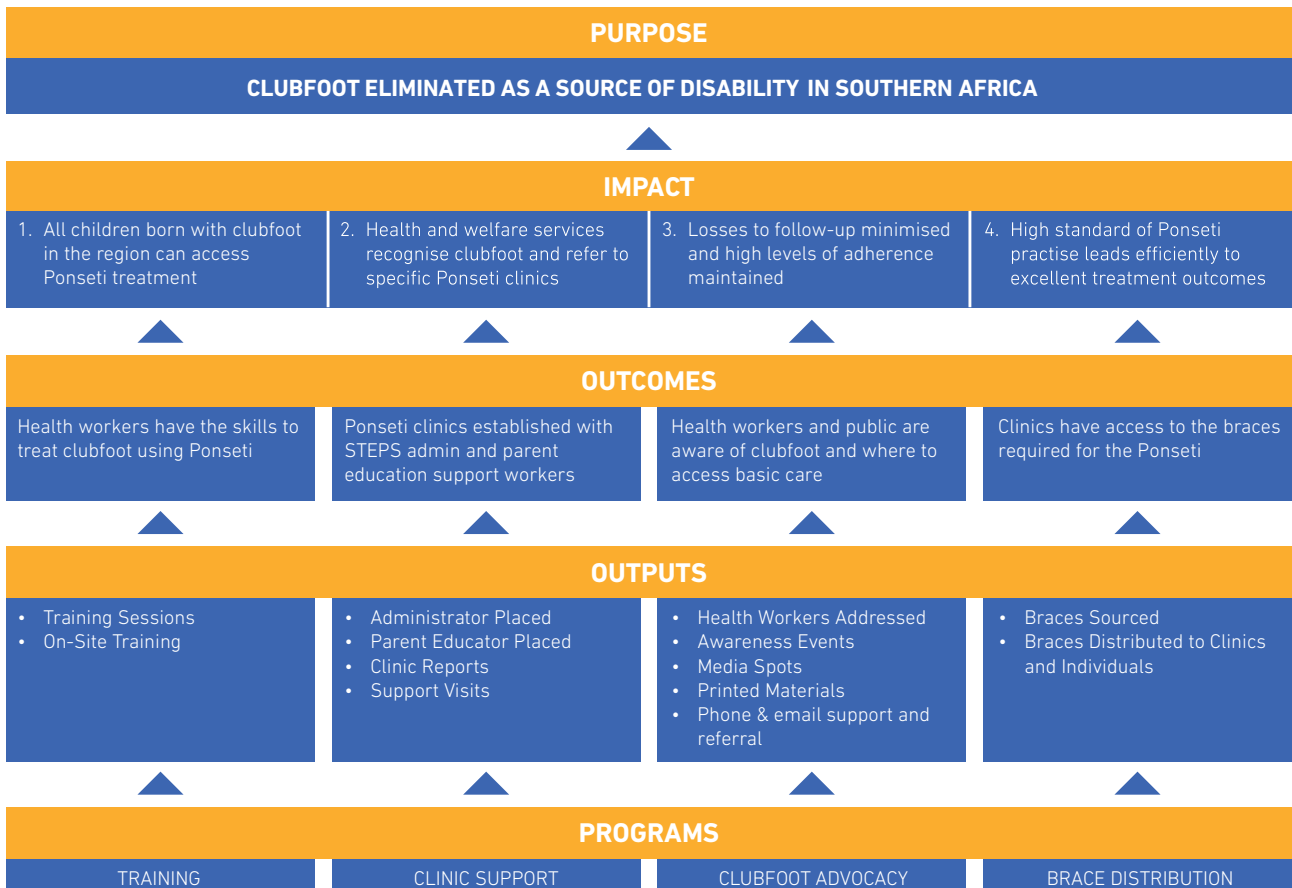 PURPOSE
CLUBFOOT ELIMINATED AS A SOURCE OF DISABILITY IN SOUTHERN AFRICA
IMPACT
1. All children born with clubfoot
in the region can access
Ponseti treatment
2. Health and welfare services
recognise clubfoot and refer to
specific Ponseti clinics
3. Losses to follow-up minimised
and high levels of adherence
maintained
4. High standard of Ponseti
practise leads efficiently to
excellent treatment outcomes
OUTCOMES
Health workers have the skills to
treat clubfoot using Ponseti
Ponseti clinics established with
STEPS admin and parent
education support workers
Health workers and public are
aware of clubfoot and where to
access basic care
Clinics have access to the braces
required for the Ponseti
OUTPUTS
• Training Sessions
• On-Site Training
• Administrator Placed
• Parent Educator Placed
• Clinic Reports
• Support Visits
• Health Workers Addressed
• Awareness Events
• Media Spots
• Printed Materials
• Phone & email support and
referral
• Braces Sourced
• Braces Distributed to Clinics
and Individuals
PROGRAMS
TRAINING
CLINIC SUPPORT
CLUBFOOT ADVOCACY
BRACE DISTRIBUTION